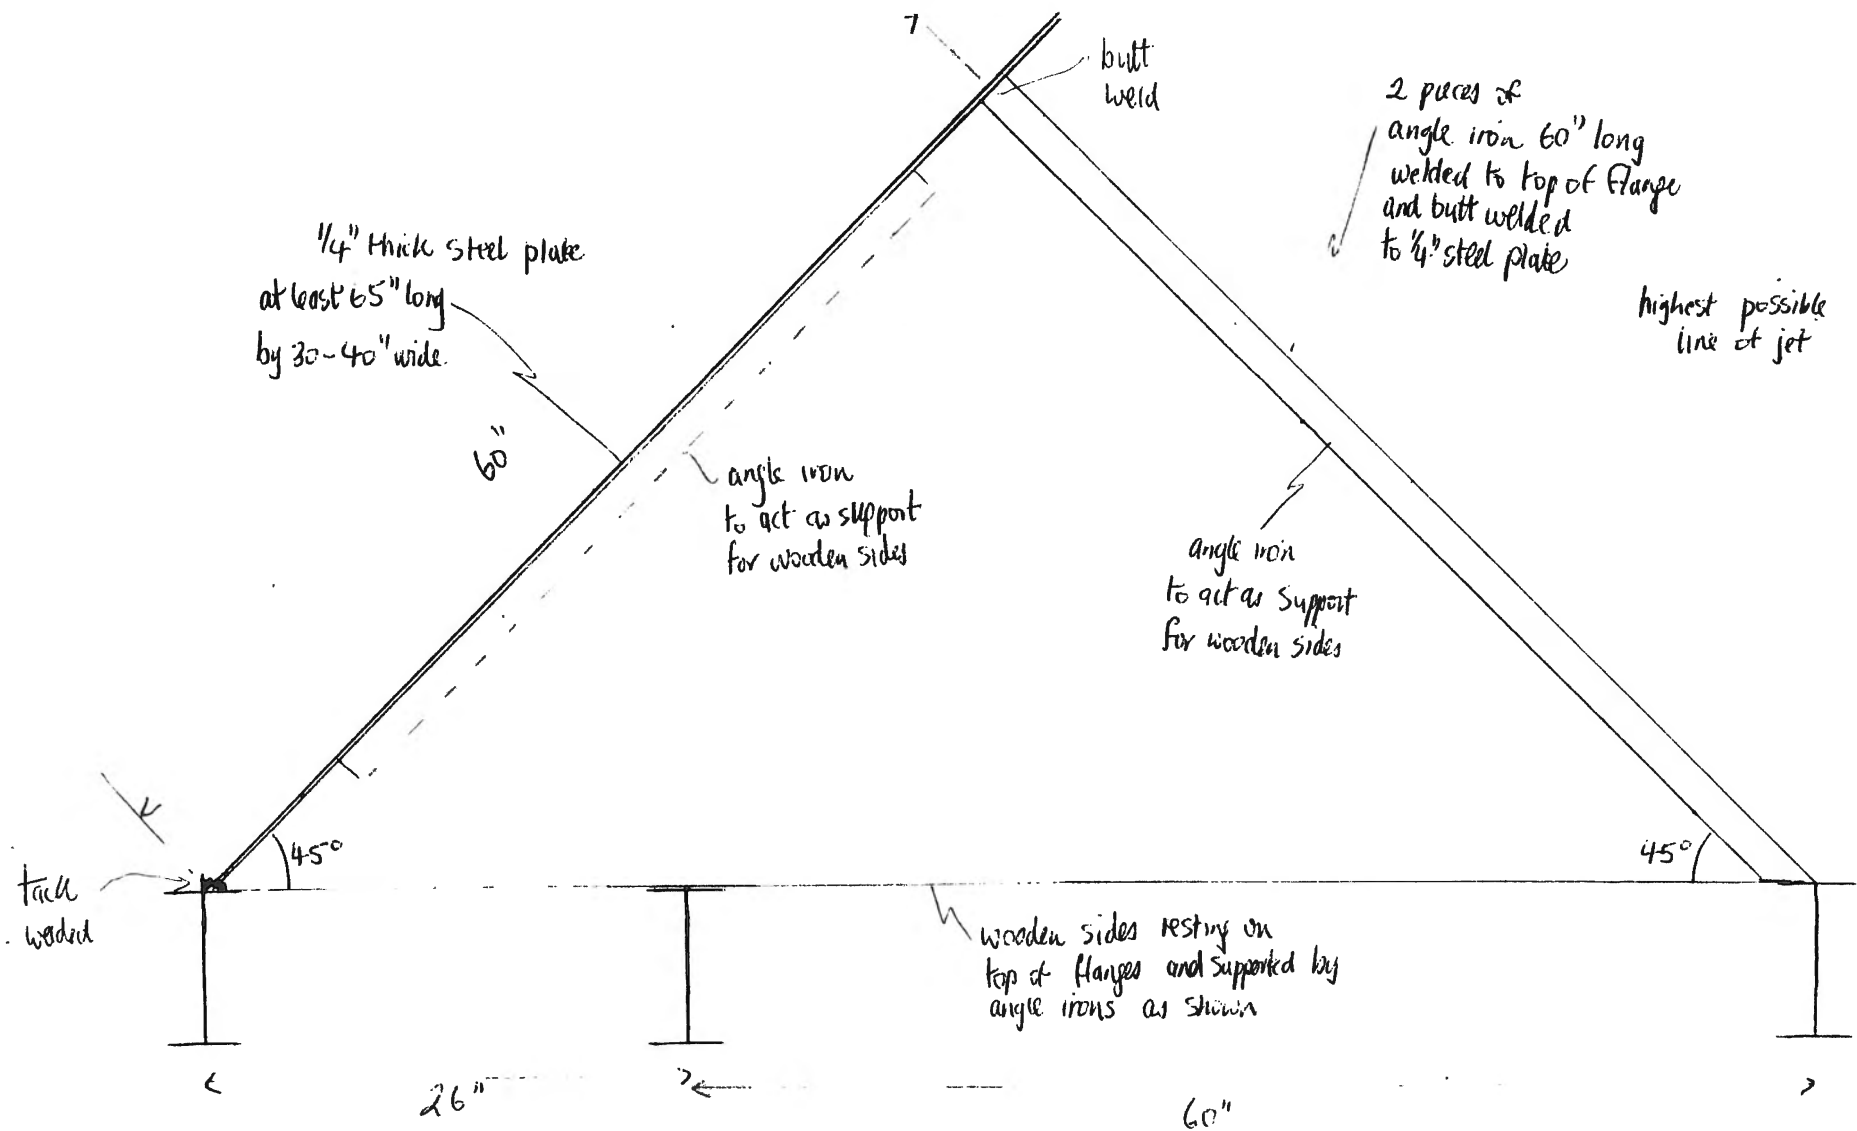 butt
weld
2 pieces of
angle iron 60" long
welded to top of flange
and butt welded
to 1/4" steel plate
highest possible
line of jet
1/4" thick steel plate
at least 65" long
by 30-40" wide.
60"
angle iron
to act as support
for wooden sides
angle iron
to act as support
for wooden sides
45°
45°
tack
welded
wooden sides resting on
top of flanges and supported by
angle irons as shown
26"
60"